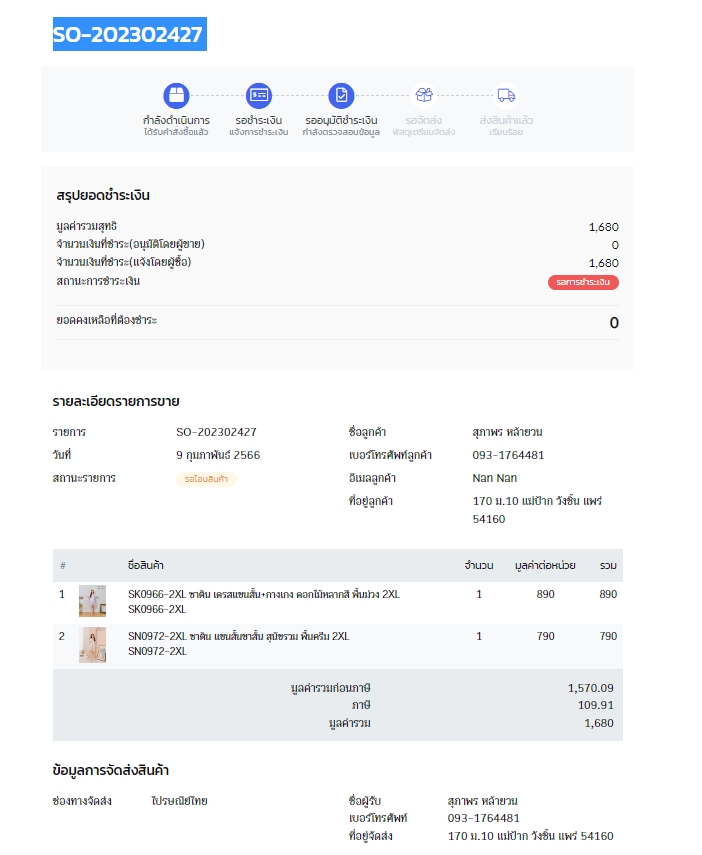 SO-202302427
กำลังดำเนินการ รอชำระเงิน รออนุมัติชำระเงิน รอจัดส่ง ส่งสินค้าแล้ว
ได้รับคำสั่งซื้อแล้ว แจ้งการชำระเงิน กำลังตรวจสอบข้อมูล พัสดุเตรียมจัดส่ง เรียบร้อย
สรุปยอดชำระเงิน
มูลค่ารวมสุทธิ 1,680
จำนวนเงินที่ชำระ(อนุมัติโดยผู้ขาย) 0
จำนวนเงินที่ชำระ(แจ้งโดยผู้ซื้อ) 1,680
สถานะการชำระเงิน รอการชำระเงิน
ยอดคงเหลือที่ต้องชำระ 0
รายละเอียดรายการขาย
รายการ SO-202302427 ชื่อลูกค้า สุภาพร หล้ายวน
วันที่ 9 กุมภาพันธ์ 2566 เบอร์โทรศัพท์ลูกค้า 093-1764481
สถานะรายการ รอโอนสินค้า อีเมลลูกค้า Nan Nan
ที่อยู่ลูกค้า 170 ม.10 แม่ป้าก วังชิ้น แพร่
54160
# ชื่อสินค้า จำนวน มูลค่าต่อหน่วย รวม
1 SK0966-2XL ซาติน เดรสแขนสั้น+กางเกง ดอกไม้หลากสี พื้นม่วง 2XL 1 890 890
SK0966-2XL
2 SN0972-2XL ซาติน แขนสั้นขาสั้น สุนัขรวม พื้นครีม 2XL 1 790 790
SN0972-2XL
มูลค่ารวมก่อนภาษี 1,570.09
ภาษี 109.91
มูลค่ารวม 1,680
ข้อมูลการจัดส่งสินค้า
ช่องทางจัดส่ง ไปรษณีย์ไทย ชื่อผู้รับ สุภาพร หล้ายวน
เบอร์โทรศัพท์ 093-1764481
ที่อยู่จัดส่ง 170 ม.10 แม่ป้าก วังชิ้น แพร่ 54160